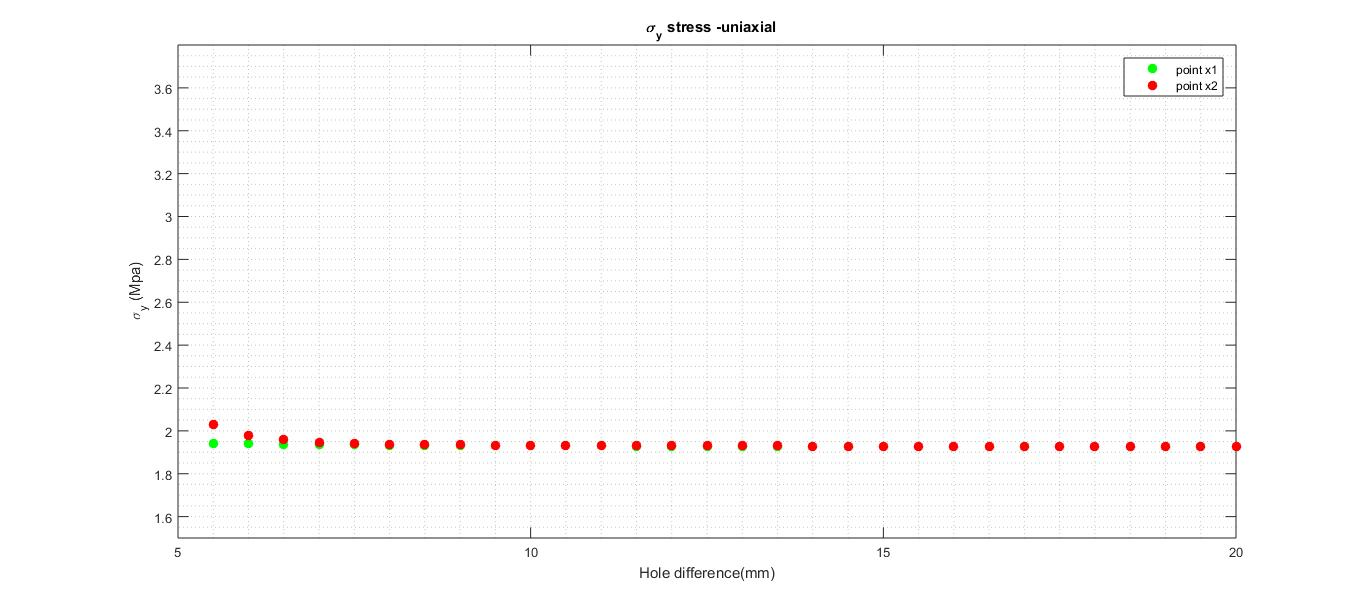 σy stress -uniaxial
point x1
point x2
3.6
3.4
3.2
3
2.8
2.6
2.4
2.2
2
1.8
1.6
σy (Mpa)
5 10 15 20
Hole difference(mm)